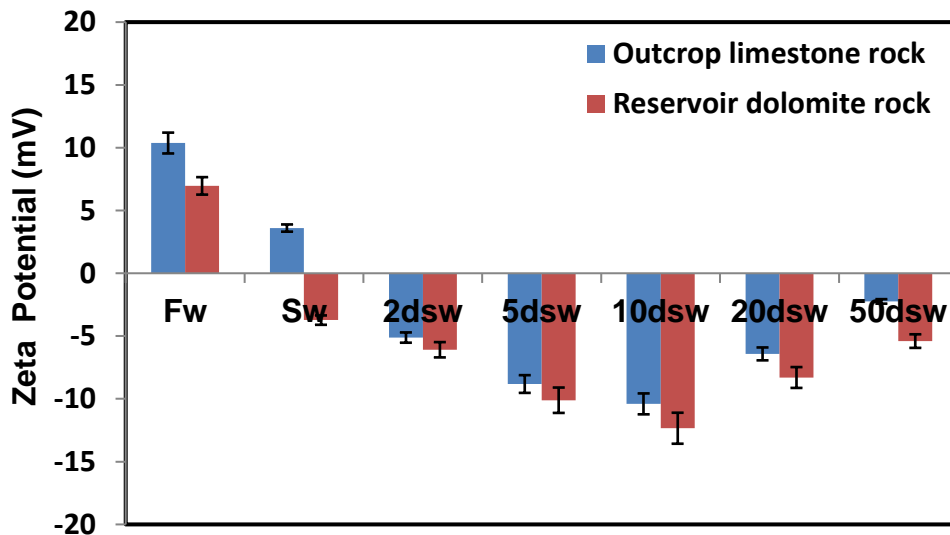 20
15
10
5
0
-5
-10
-15
-20
Zeta Potential (mV)
Outcrop limestone rock
Reservoir dolomite rock
Fw Sw 2dsw 5dsw 10dsw 20dsw 50dsw